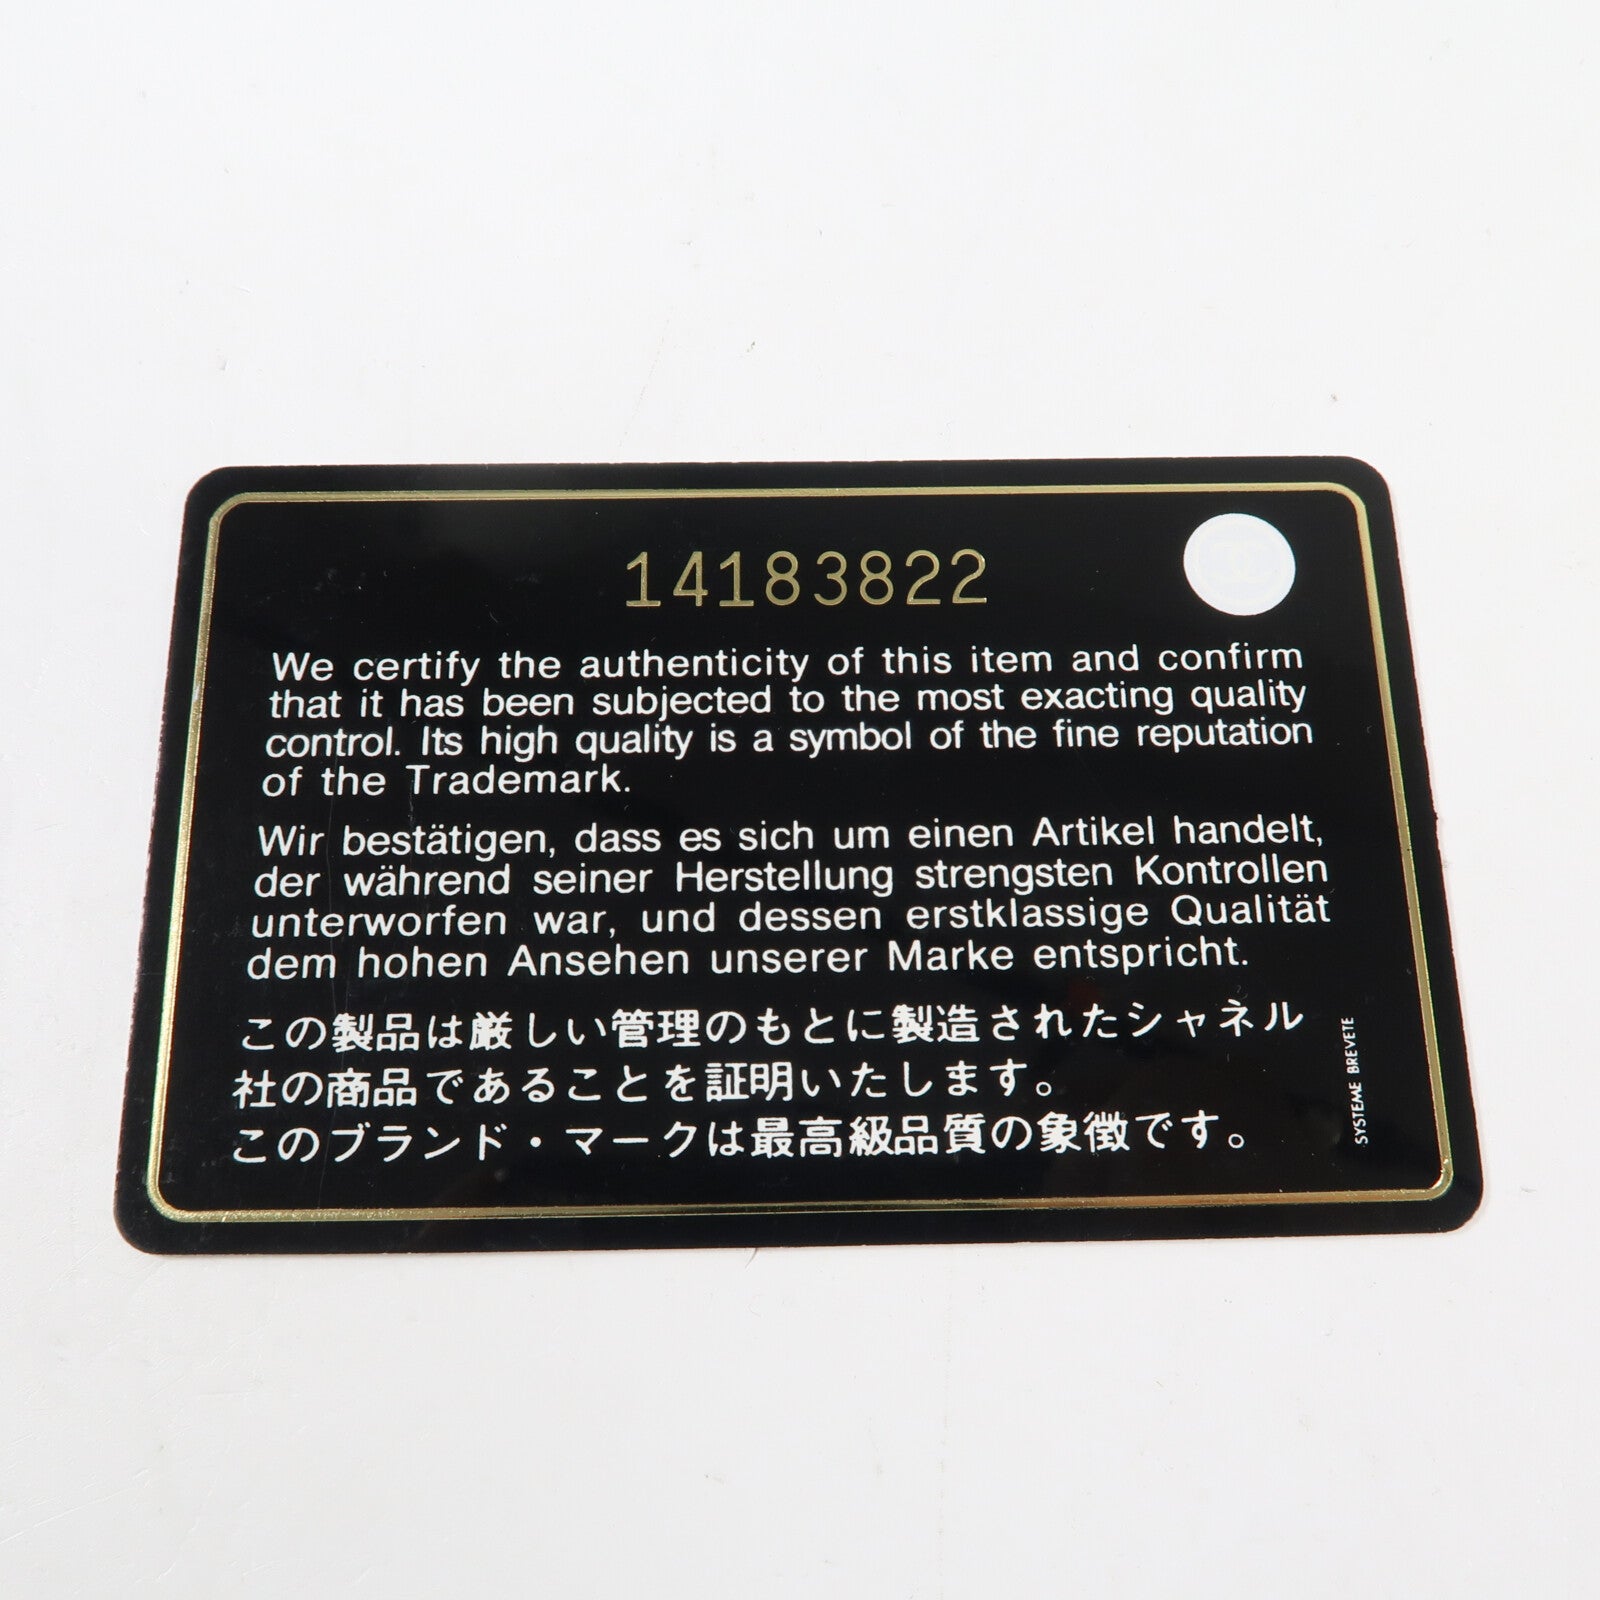 14183822
We certify the authenticity of this item and confirm
that it has been subjected to the most exacting quality
control. Its high quality is a symbol of the fine reputation
of the Trademark.
Wir bestätigen, dass es sich um einen Artikel handelt,
der während seiner Herstellung strengsten Kontrollen
unterworfen war, und dessen erstklassige Qualität
dem hohen Ansehen unserer Marke entspricht.
この製品は厳しい管理のもとに製造されたシャネル
社の商品であることを証明いたします。
このブランド・マークは最高級品質の象徴です。
SYSTEME BREVETE